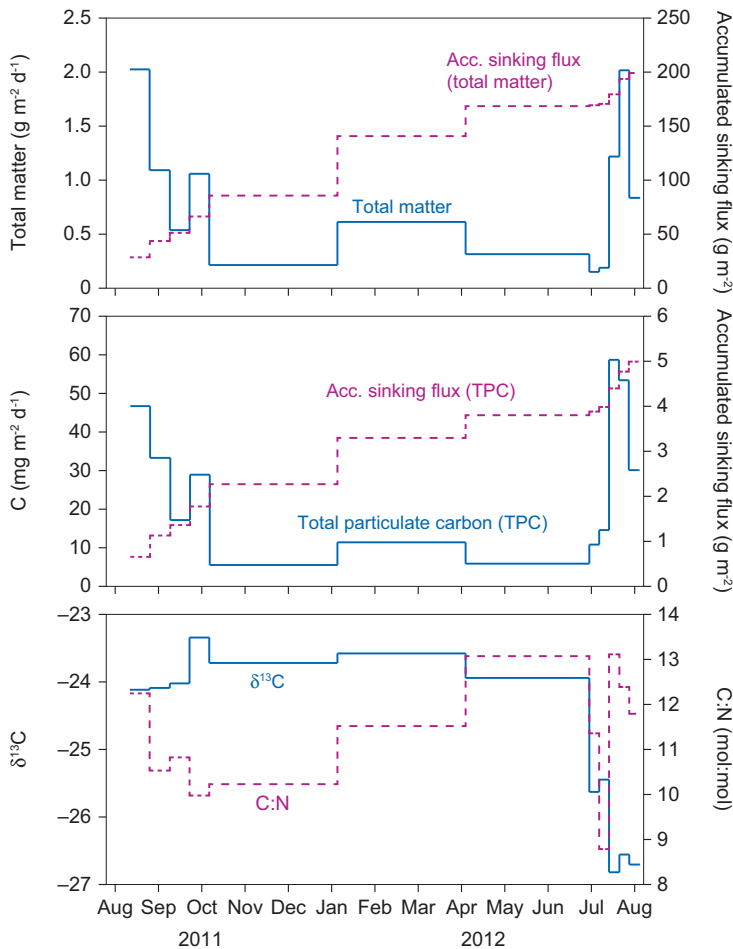 Total matter (g m-2 d-1)
2.5
2.0
1.5
1.0
0.5
0
Acc. sinking flux
(total matter)
Total matter
250
200
150
100
50
0
Accumulated sinking
flux (g m-2)
C (mg m-2 d-1)
70
60
50
40
30
20
10
0
Acc. sinking flux (TPC)
Total particulate carbon (TPC)
6
5
4
3
2
1
0
Accumulated sinking
flux (g m-2)
δ13C
–23
–24
–25
–26
–27
δ13C
C:N
14
13
12
11
10
9
8
C:N (mol:mol)
Aug Sep Oct Nov Dec Jan Feb Mar Apr May Jun Jul Aug
2011 2012